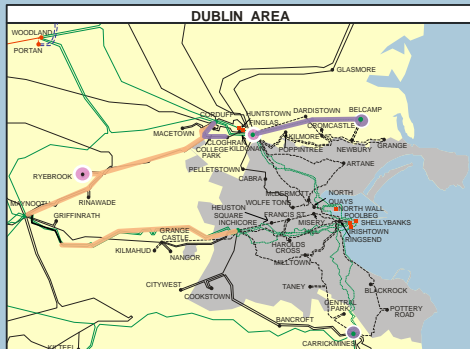 DUBLIN AREA
WOODLAND
PORTAN
GLASMORE
CORDUFF
HUNTSTOWN
DARDISTOWN
BELCAMP
FINGLAS
CROMCASTLE
MACETOWN
KILMORE
CLOGHRAN
KILDONAN
POPPINTREE
NEWBURY
GRANGE
COLLEGE
PARK
ARTANE
RYEBROOK
PELLETSTOWN
CABRA
McDERMOTT
NORTH
QUAYS
MAYNOOTH
RINAWADE
WOLFE TONE
HEUSTON
SQUARE
NORTH WALL
FRANCIS ST
POOLBEG
GRIFFINRATH
INCHICORE
MISERY
HILL
SHELLYBANKS
GRANGE
CASTLE
IRISHTOWN
RINGSEND
HAROLDS
CROSS
KILMAHUD
NANGOR
MILLTOWN
CITYWEST
COOKSTOWN
TANEY
BLACKROCK
CENTRAL
PARK
POTTERY
ROAD
BANCROFT
CARRICKMINES